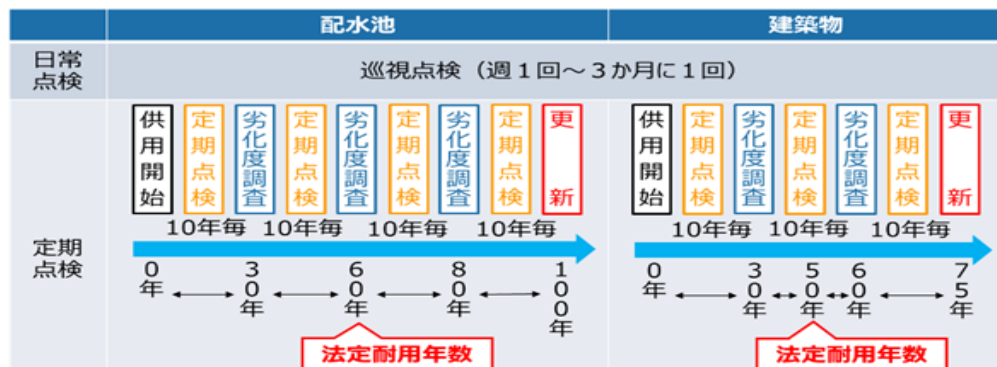 配水池
建築物
日常
点検
巡視点検（週１回～３か月に１回）
定期
点検
供用開始
定期点検
劣化度調査
定期点検
劣化度調査
定期点検
劣化度調査
定期点検
更新
10年毎
10年毎
10年毎
10年毎
０年
３０年
６０年
８０年
１００年
法定耐用年数
供用開始
定期点検
劣化度調査
定期点検
劣化度調査
定期点検
更新
10年毎
10年毎
10年毎
０年
３０年
５０年
６０年
７５年
法定耐用年数